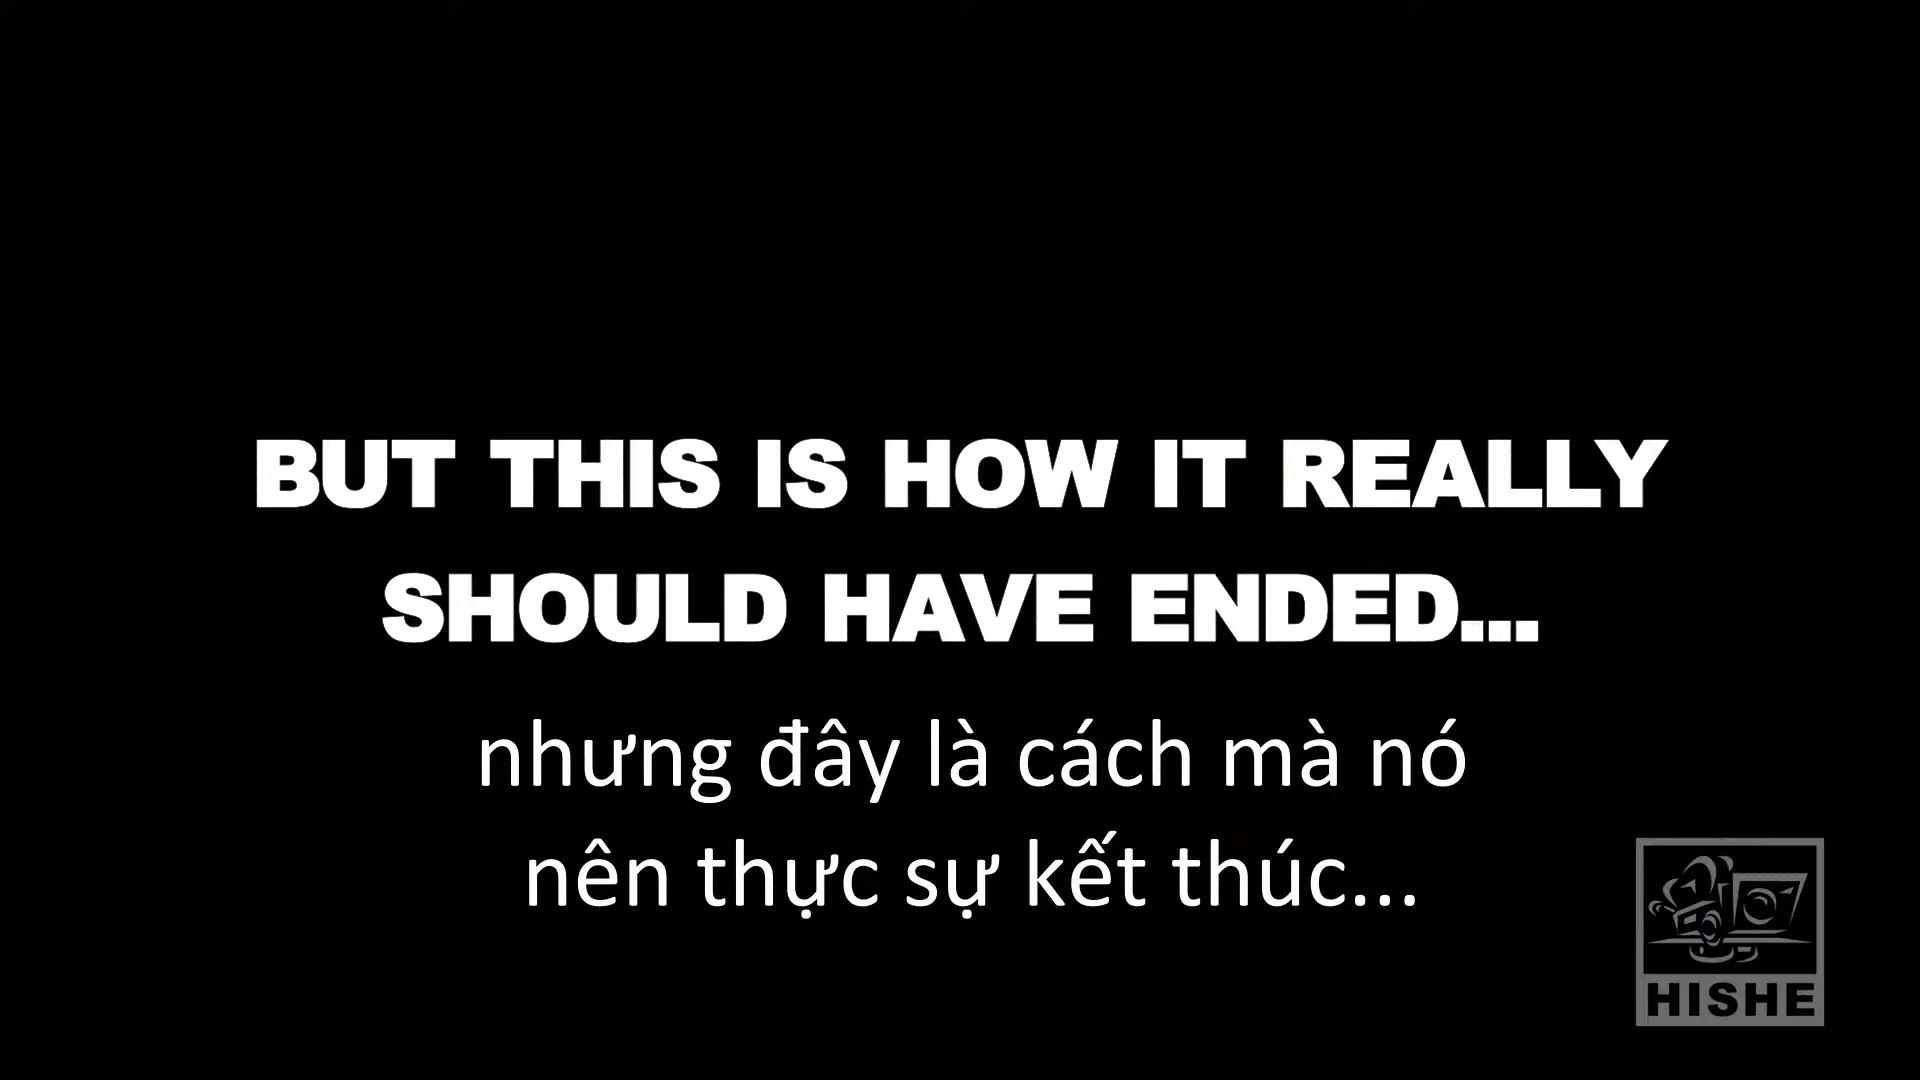 BUT THIS IS HOW IT REALLY
SHOULD HAVE ENDED...
nhưng đây là cách mà nó
nên thực sự kết thúc...
HISHE